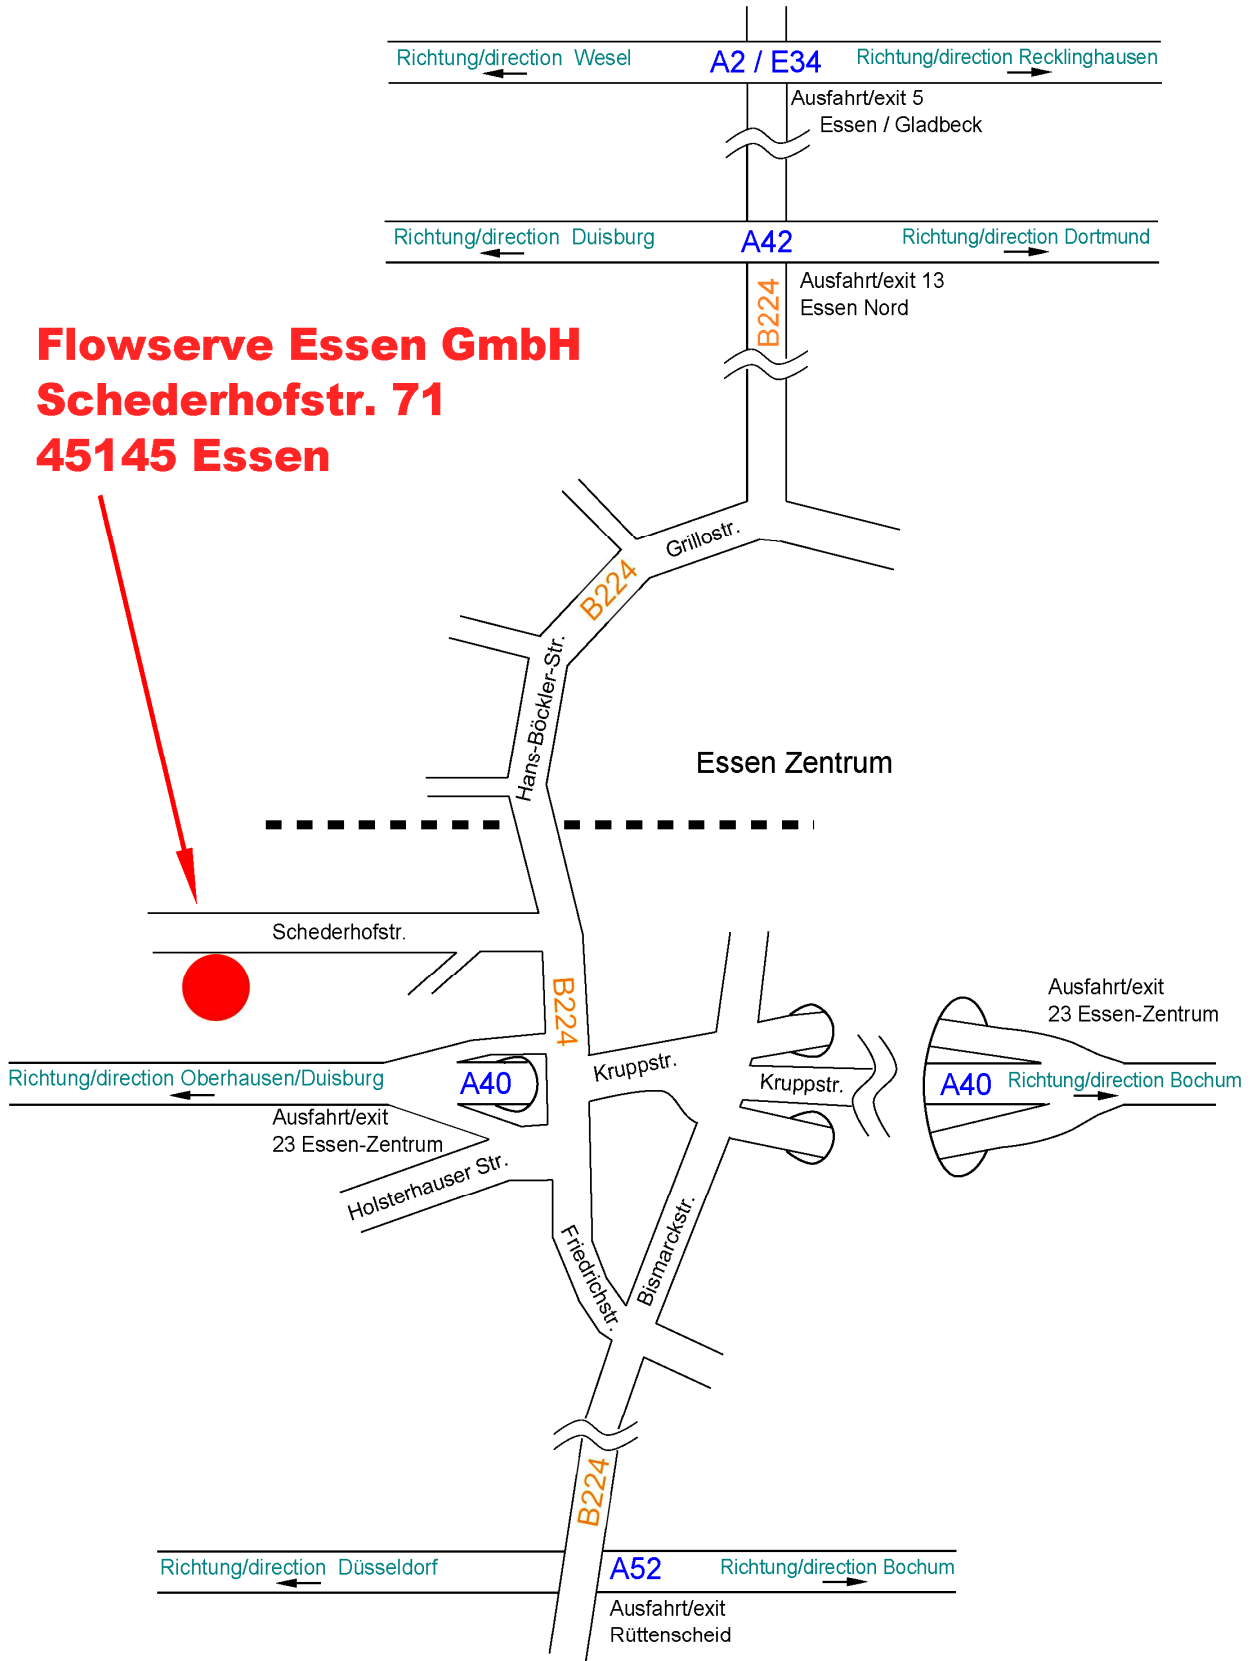 Richtung/direction Wesel
A2 / E34
Richtung/direction Recklinghausen
Ausfahrt/exit 5
Essen / Gladbeck
Richtung/direction Duisburg
A42
Richtung/direction Dortmund
Ausfahrt/exit 13
Essen Nord
B224
Flowserve Essen GmbH
Schederhofstr. 71
45145 Essen
Grillostr.
B224
Hans-Böckler-Str.
Essen Zentrum
Schederhofstr.
B224
Ausfahrt/exit
23 Essen-Zentrum
Kruppstr.
Kruppstr.
Richtung/direction Oberhausen/Duisburg
A40
A40
Richtung/direction Bochum
Ausfahrt/exit
23 Essen-Zentrum
Holsterhauser Str.
Friedrichstr.
Bismarckstr.
B224
Richtung/direction Düsseldorf
A52
Richtung/direction Bochum
Ausfahrt/exit
Rüttenscheid